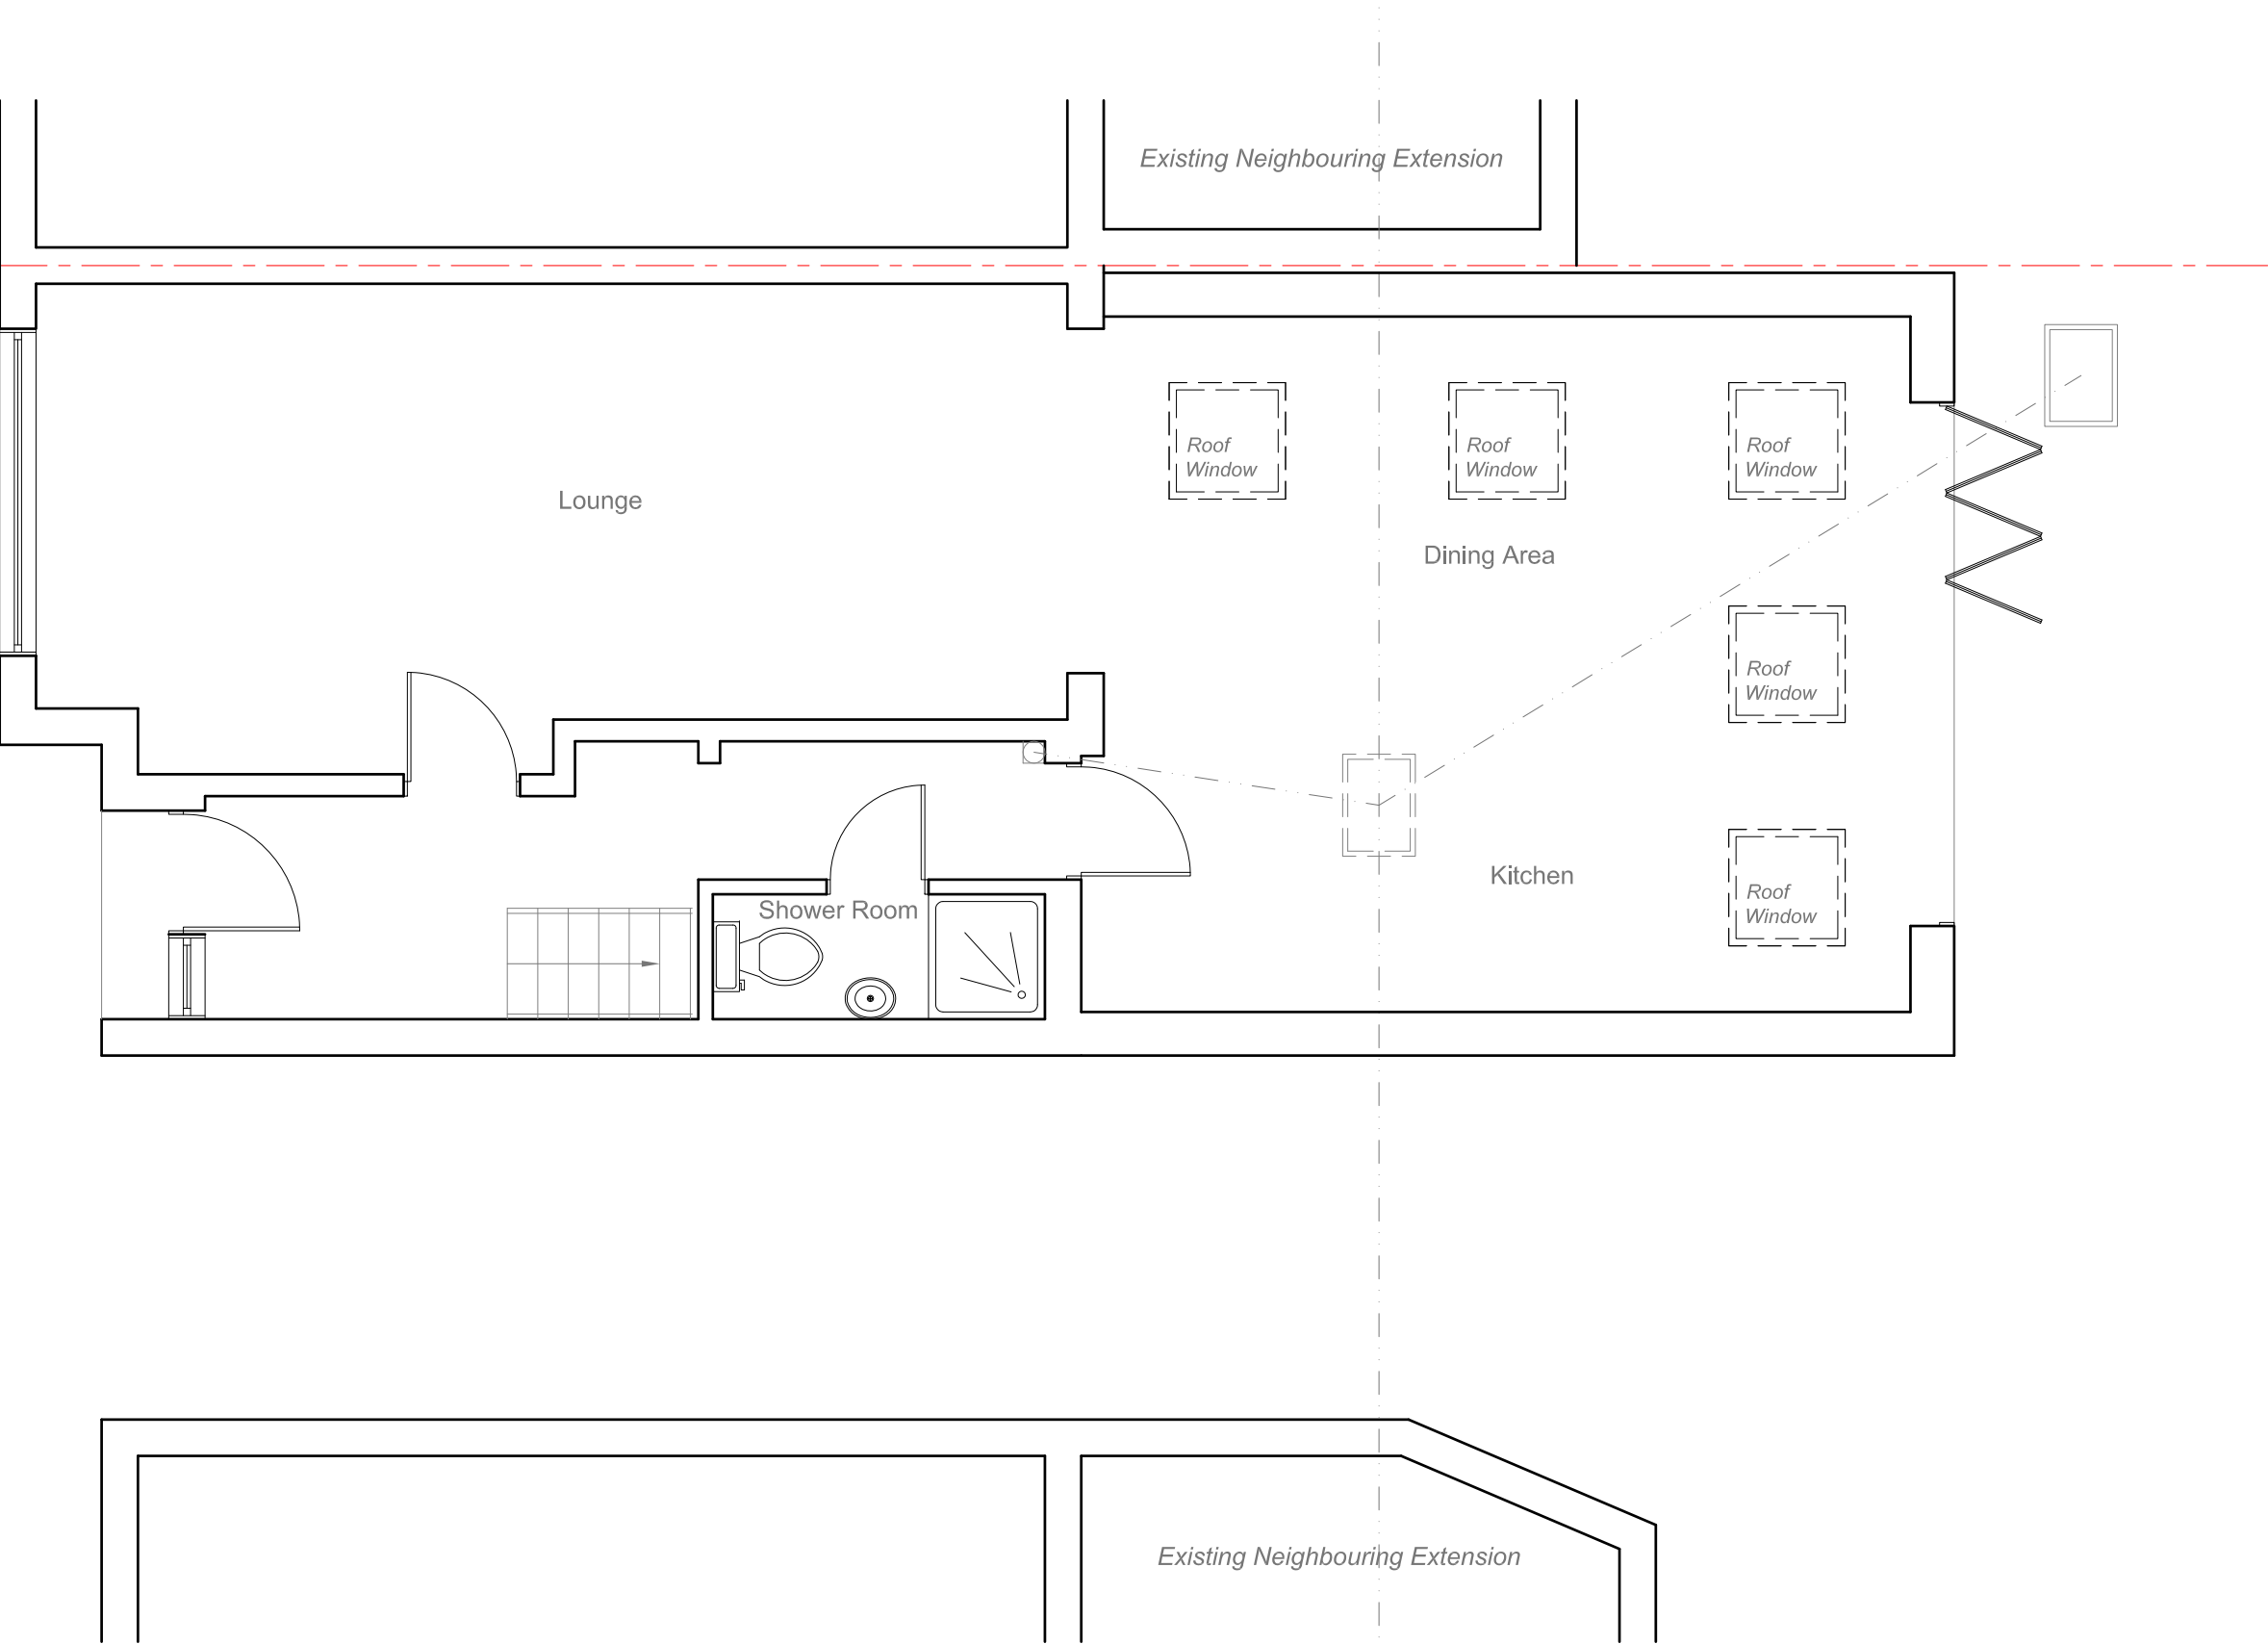 Existing Neighbouring Extension
Roof
Window
Roof
Window
Roof
Window
Lounge
Dining Area
Roof
Window
Kitchen
Roof
Window
Shower Room
Existing Neighbouring Extension